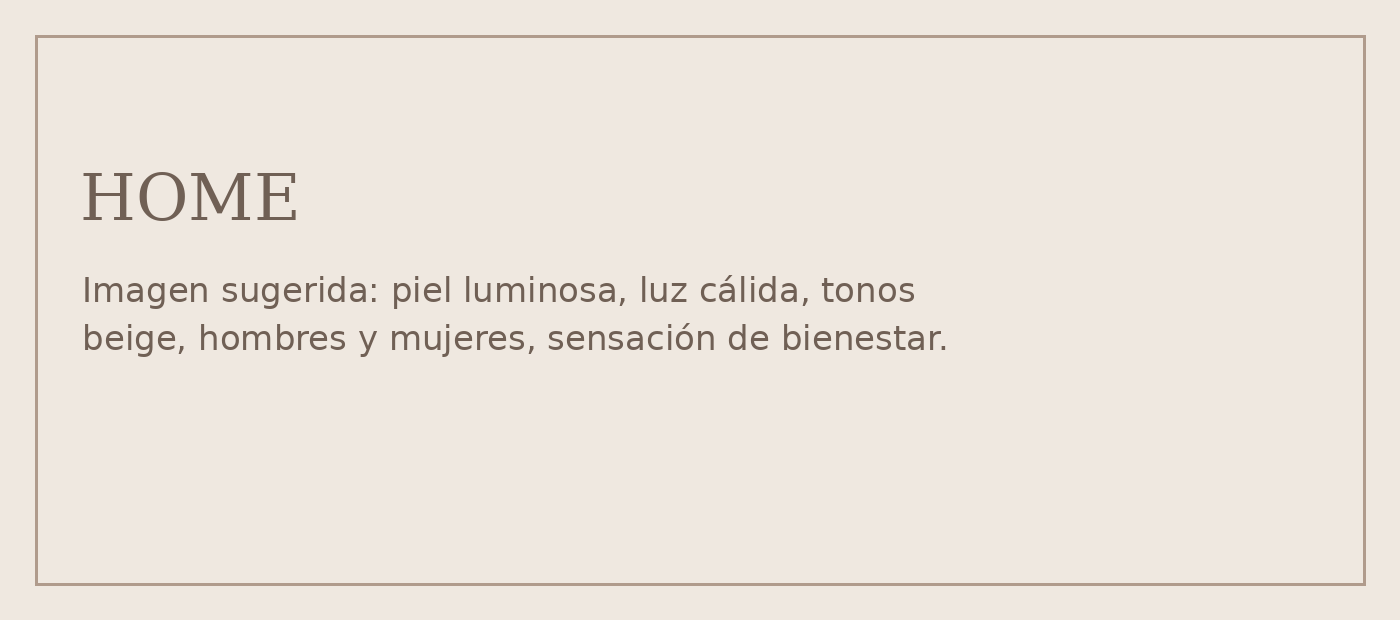 HOME
Imagen sugerida: piel luminosa, luz cálida, tonos
beige, hombres y mujeres, sensación de bienestar.